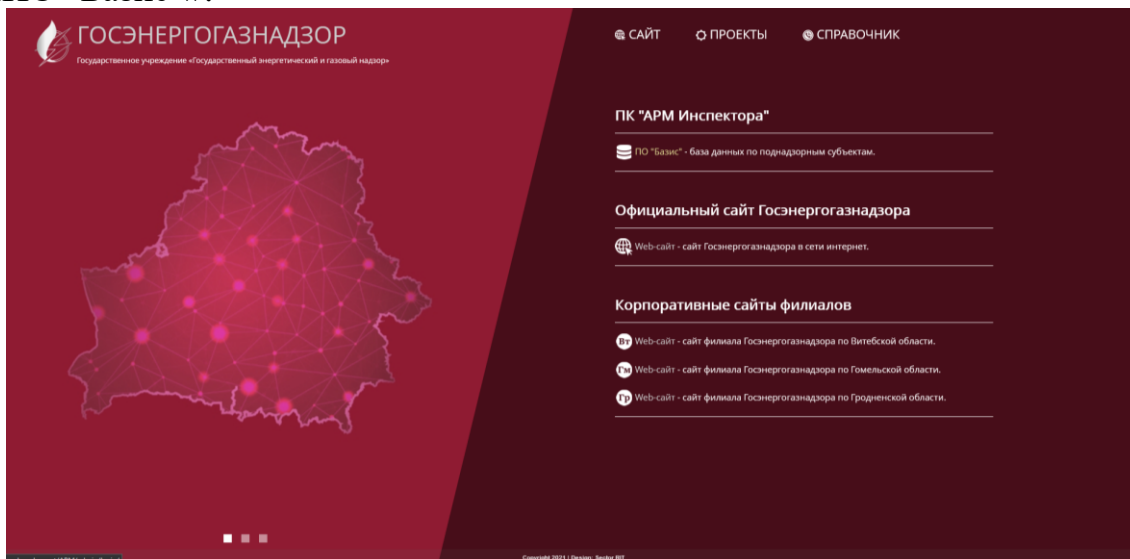 ГОСЭНЕРГОГАЗНАДЗОР
Государственное учреждение «Государственный энергетический и газовый надзор»
САЙТ ПРОЕКТЫ СПРАВОЧНИК
ПК "АРМ Инспектора"
ПО "Базис" - база данных по поднадзорным субъектам.
Официальный сайт Госэнергогазнадзора
Web-сайт - сайт Госэнергогазнадзора в сети интернет.
Корпоративные сайты филиалов
Вт Web-сайт - сайт филиала Госэнергогазнадзора по Витебской области.
Гм Web-сайт - сайт филиала Госэнергогазнадзора по Гомельской области.
Гр Web-сайт - сайт филиала Госэнергогазнадзора по Гродненской области.
Copyright 2021 | Design: Sector RIT